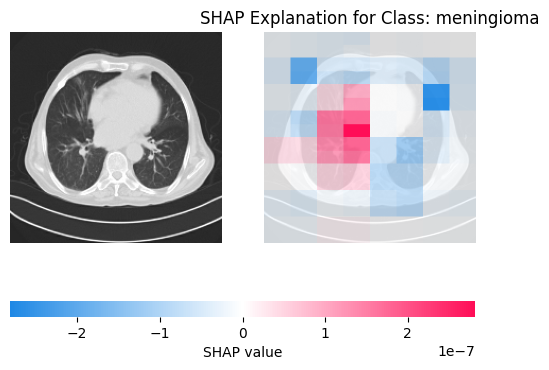 SHAP Explanation for Class: meningioma
−2 −1 0 1 2
1e−7
SHAP value